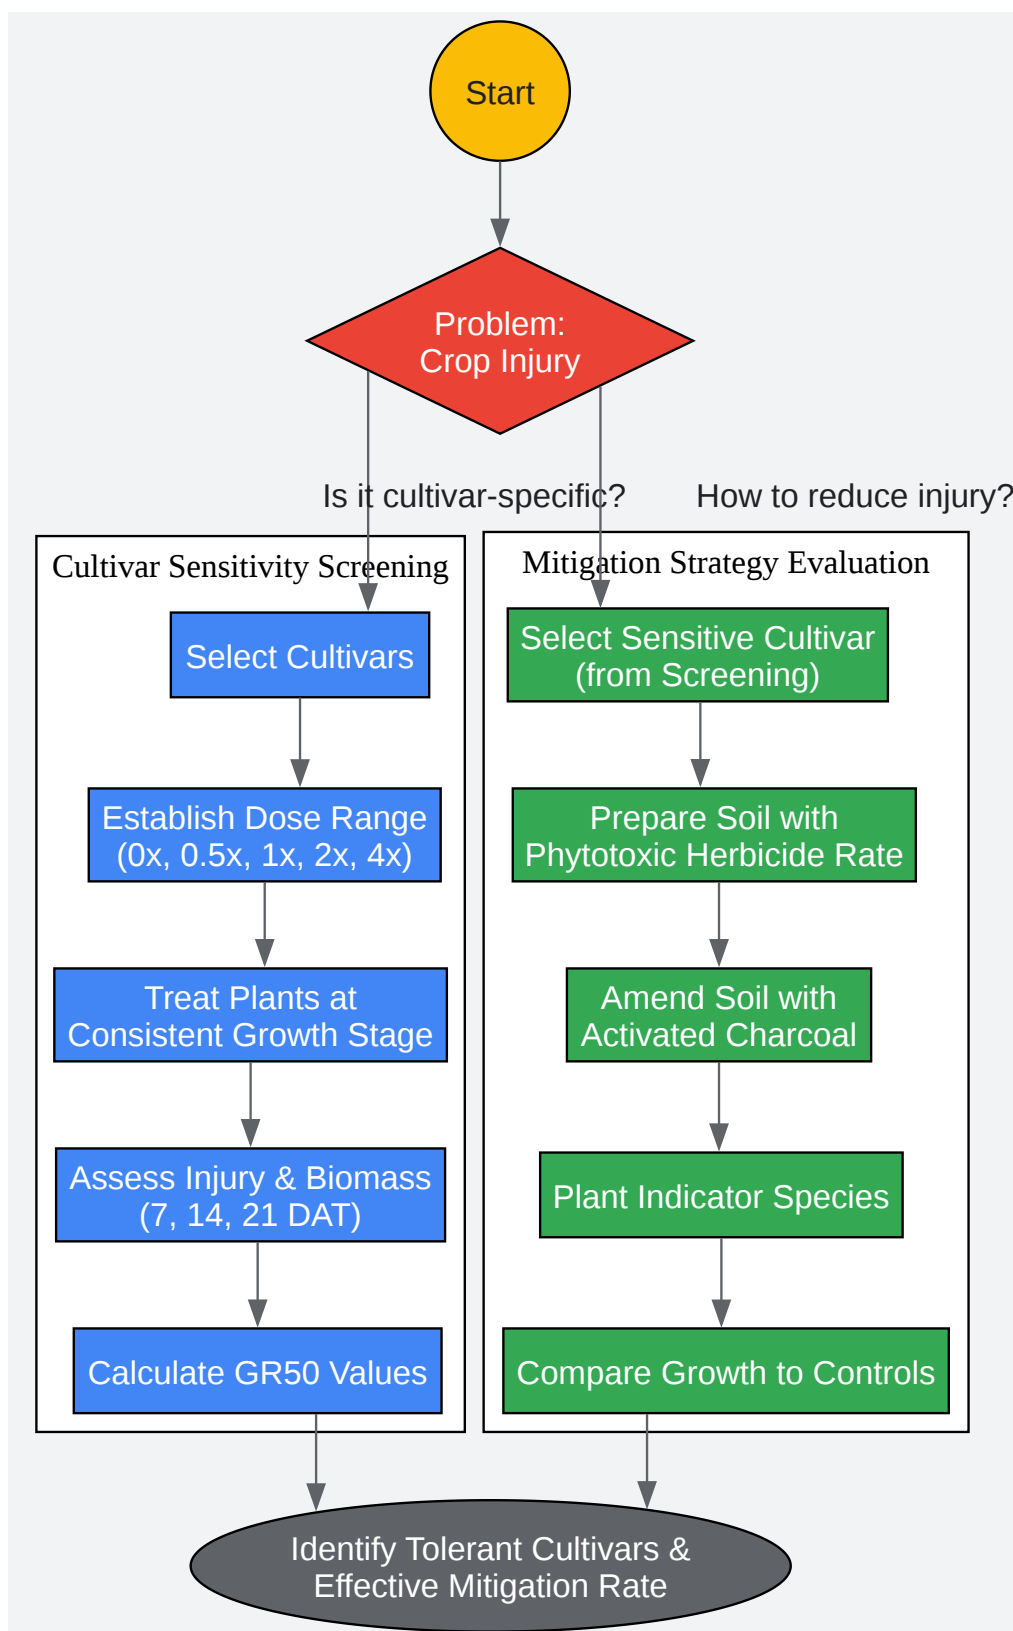 Start
Problem:
Crop Injury
Is it cultivar-specific?
How to reduce injury?
Cultivar Sensitivity Screening
Select Cultivars
Establish Dose Range
(0x, 0.5x, 1x, 2x, 4x)
Treat Plants at
Consistent Growth Stage
Assess Injury & Biomass
(7, 14, 21 DAT)
Calculate GR50 Values
Mitigation Strategy Evaluation
Select Sensitive Cultivar
(from Screening)
Prepare Soil with
Phytotoxic Herbicide Rate
Amend Soil with
Activated Charcoal
Plant Indicator Species
Compare Growth to Controls
Identify Tolerant Cultivars &
Effective Mitigation Rate